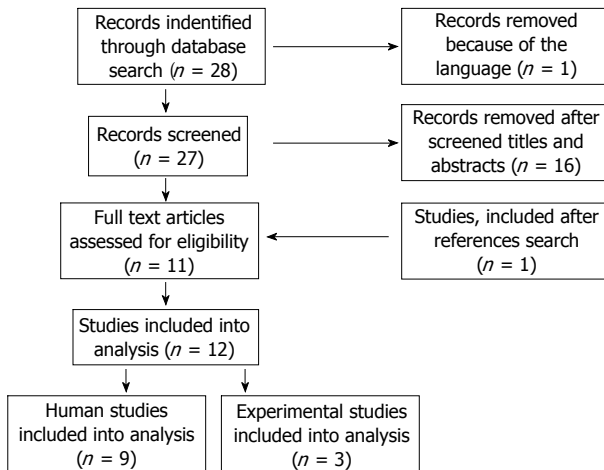 Records indentified
through database
search (n = 28)
Records removed
because of the
language (n = 1)
Records screened
(n = 27)
Records removed after
screened titles and
abstracts (n = 16)
Full text articles
assessed for eligibility
(n = 11)
Studies, included after
references search
(n = 1)
Studies included into
analysis (n = 12)
Human studies
included into analysis
(n = 9)
Experimental studies
included into analysis
(n = 3)